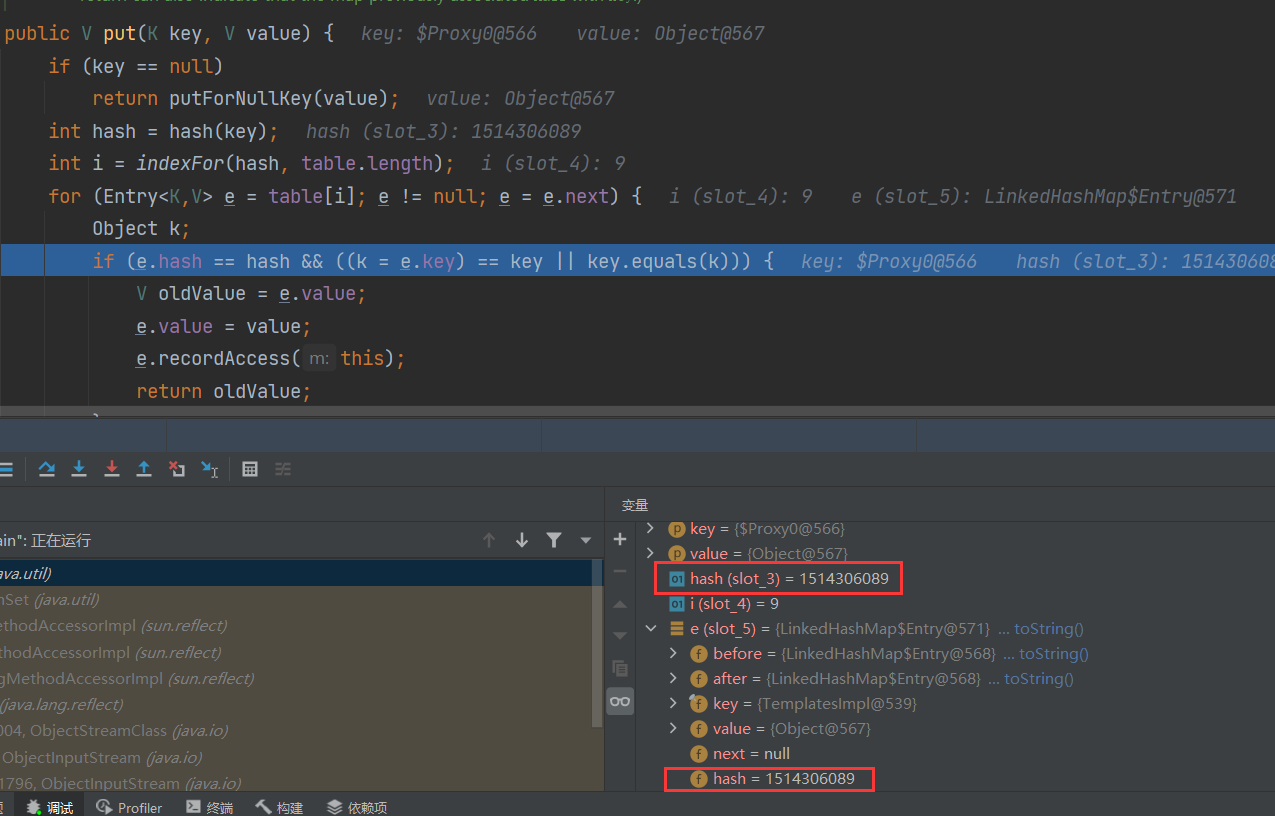 public V put(K key, V value) {   key: $Proxy0@566   value: Object@567
if (key == null)
return putForNullKey(value);   value: Object@567
int hash = hash(key);   hash (slot_3): 1514306089
int i = indexFor(hash, table.length);   i (slot_4): 9
for (Entry<K,V> e = table[i]; e != null; e = e.next) {   i (slot_4): 9   e (slot_5): LinkedHashMap$Entry@571
Object k;
if (e.hash == hash && ((k = e.key) == key || key.equals(k))) {   key: $Proxy0@566   hash (slot_3): 151430608
V oldValue = e.value;
e.value = value;
e.recordAccess( m: this);
return oldValue;
变量
ain": 正在运行
java.util)
nSet (java.util)
ethodAccessorImpl (sun.reflect)
thodAccessorImpl (sun.reflect)
gMethodAccessorImpl (sun.reflect)
(java.lang.reflect)
004, ObjectStreamClass (java.io)
ObjectInputStream (java.io)
1796, ObjectInputStream (java.io)
key = {$Proxy0@566}
value = {Object@567}
hash (slot_3) = 1514306089
i (slot_4) = 9
e (slot_5) = {LinkedHashMap$Entry@571} ... toString()
before = {LinkedHashMap$Entry@568} ... toString()
after = {LinkedHashMap$Entry@568} ... toString()
key = {TemplatesImpl@539}
value = {Object@567}
next = null
hash = 1514306089
调试 Profiler 终端 构建 依赖项